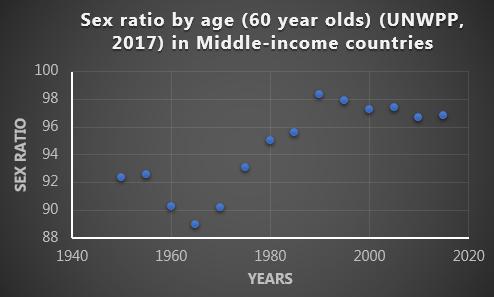 Sex ratio by age (60 year olds) (UNWPP,
2017) in Middle-income countries
100
98
96
94
92
90
88
SEX RATIO
1940 1960 1980 2000 2020
YEARS